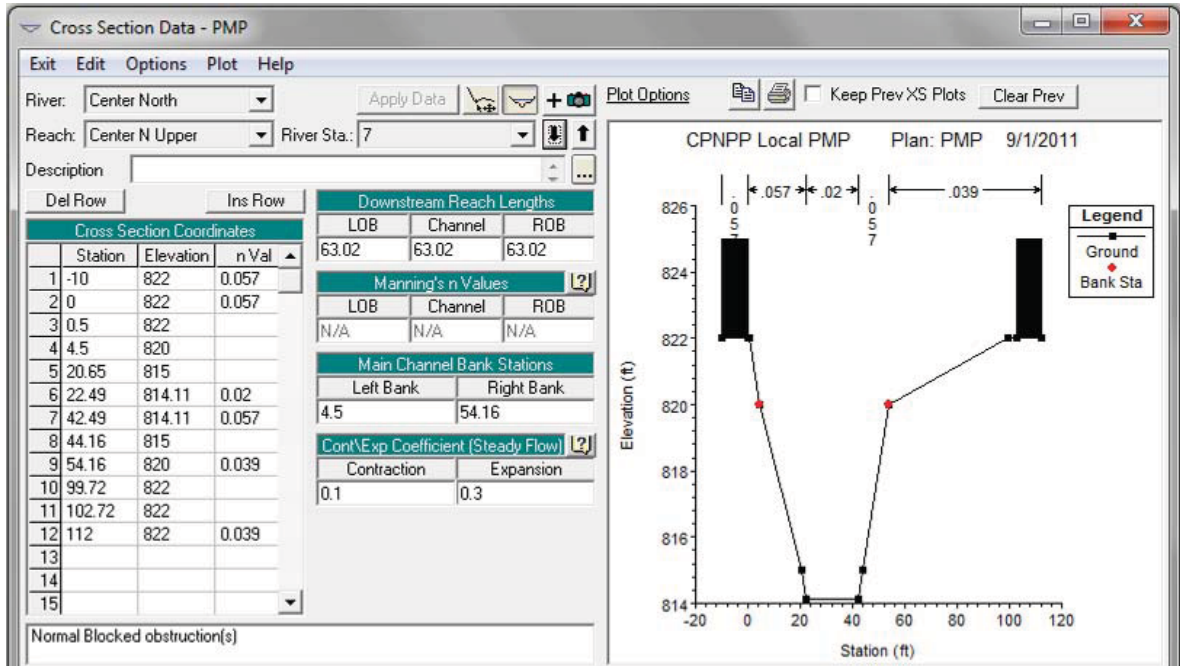 Cross Section Data - PMP
Exit Edit Options Plot Help
River: Center North
Apply Data
Reach: Center N Upper River Sta.: 7
Description
Del Row Ins Row
Cross Section Coordinates
Station Elevation n Val
1 -10 822 0.057
2 0 822 0.057
3 0.5 822
4 4.5 820
5 20.65 815
6 22.49 814.11 0.02
7 42.49 814.11 0.057
8 44.16 815
9 54.16 820 0.039
10 99.72 822
11 102.72 822
12 112 822 0.039
13
14
15
Downstream Reach Lengths
LOB Channel ROB
63.02 63.02 63.02
Manning's n Values
LOB Channel ROB
N/A N/A N/A
Main Channel Bank Stations
Left Bank Right Bank
4.5 54.16
Cont\Exp Coefficient (Steady Flow)
Contraction Expansion
0.1 0.3
Normal Blocked obstruction(s)
Plot Options Keep Prev XS Plots Clear Prev
CPNPP Local PMP Plan: PMP 9/1/2011
.057 .057 .02 .057 .039
Legend
Ground
Bank Sta
826
824
822
820
818
816
814
Elevation (ft)
-20 0 20 40 60 80 100 120
Station (ft)